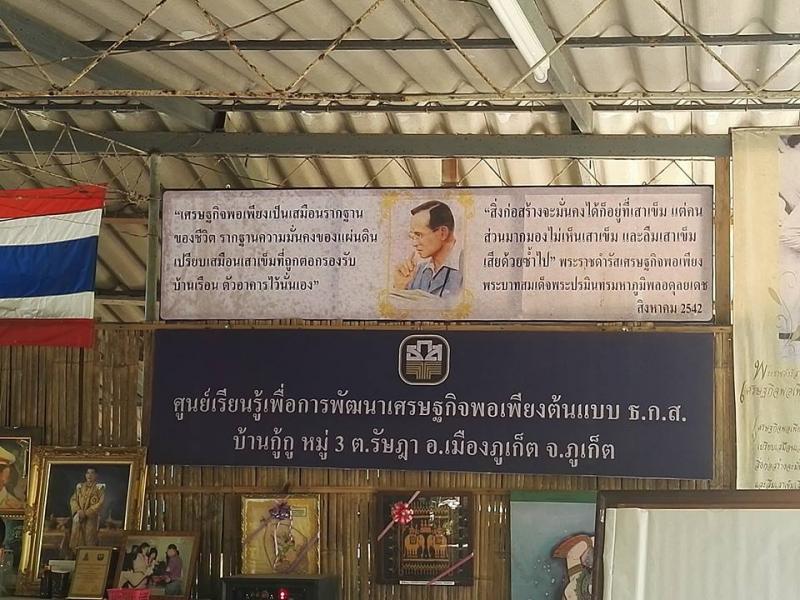 “เศรษฐกิจพอเพียงเป็นเสมือนรากฐาน
ของชีวิต รากฐานความมั่นคงของแผ่นดิน
เปรียบเสมือนเสาเข็มที่ถูกตอกรองรับ
บ้านเรือน ตัวอาคารไว้นั่นเอง”
“สิ่งก่อสร้างจะมั่นคงได้ก็อยู่ที่เสาเข็ม แต่คน
ส่วนมากมองไม่เห็นเสาเข็ม และลืมเสาเข็ม
เสียด้วยซ้ำไป” พระราชดำรัสเศรษฐกิจพอเพียง
พระบาทสมเด็จพระปรมินทรมหาภูมิพลอดุลยเดช
สิงหาคม 2542
ธกส
ศูนย์เรียนรู้เพื่อการพัฒนาเศรษฐกิจพอเพียงต้นแบบ ธ.ก.ส.
บ้านกู้กู หมู่ 3 ต.รัษฎา อ.เมืองภูเก็ต จ.ภูเก็ต